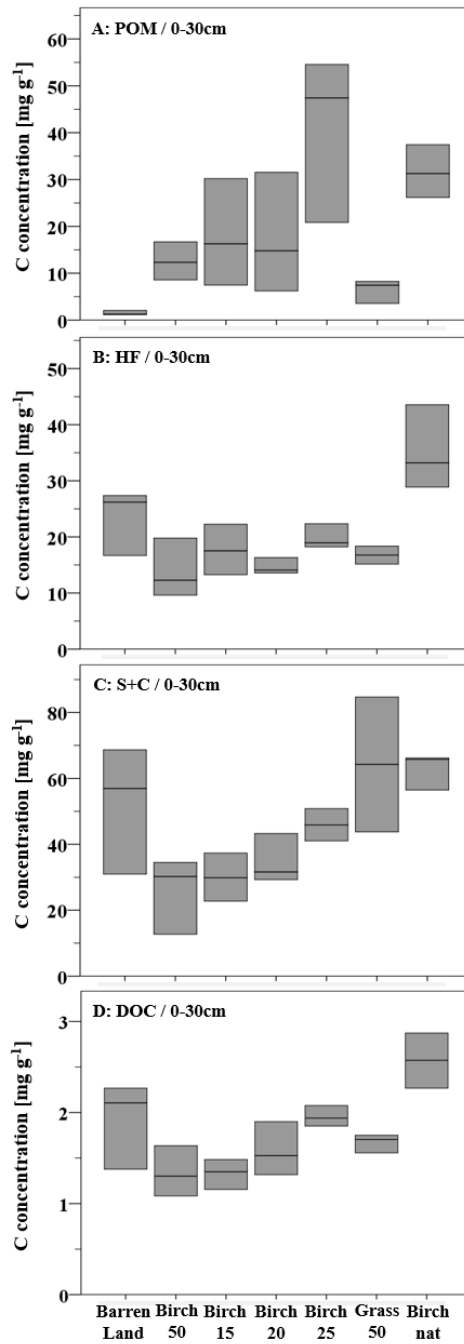 A: POM / 0-30cm
C concentration [mg g-1]
60
50
40
30
20
10
0
B: HF / 0-30cm
C concentration [mg g-1]
50
40
30
20
10
0
C: S+C / 0-30cm
C concentration [mg g-1]
80
60
40
20
0
D: DOC / 0-30cm
C concentration [mg g-1]
3
2
1
0
Barren Birch Birch Birch Birch Grass Birch
Land 50 15 20 25 50 nat